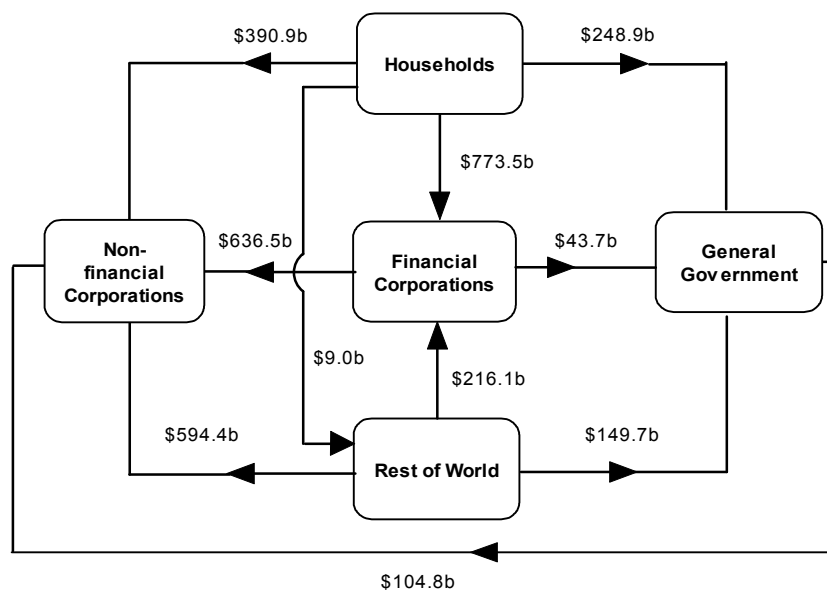 $390.9b
Households
$248.9b
$773.5b
Non-
financial
Corporations
$636.5b
Financial
Corporations
$43.7b
General
Government
$9.0b
$216.1b
$594.4b
Rest of World
$149.7b
$104.8b